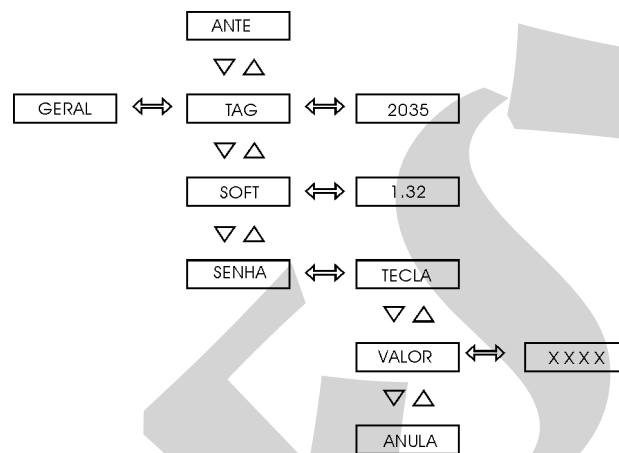 ANTE
GERAL TAG 2035
SOFT 1.32
SENHA TECLA
VALOR XXXX
ANULA